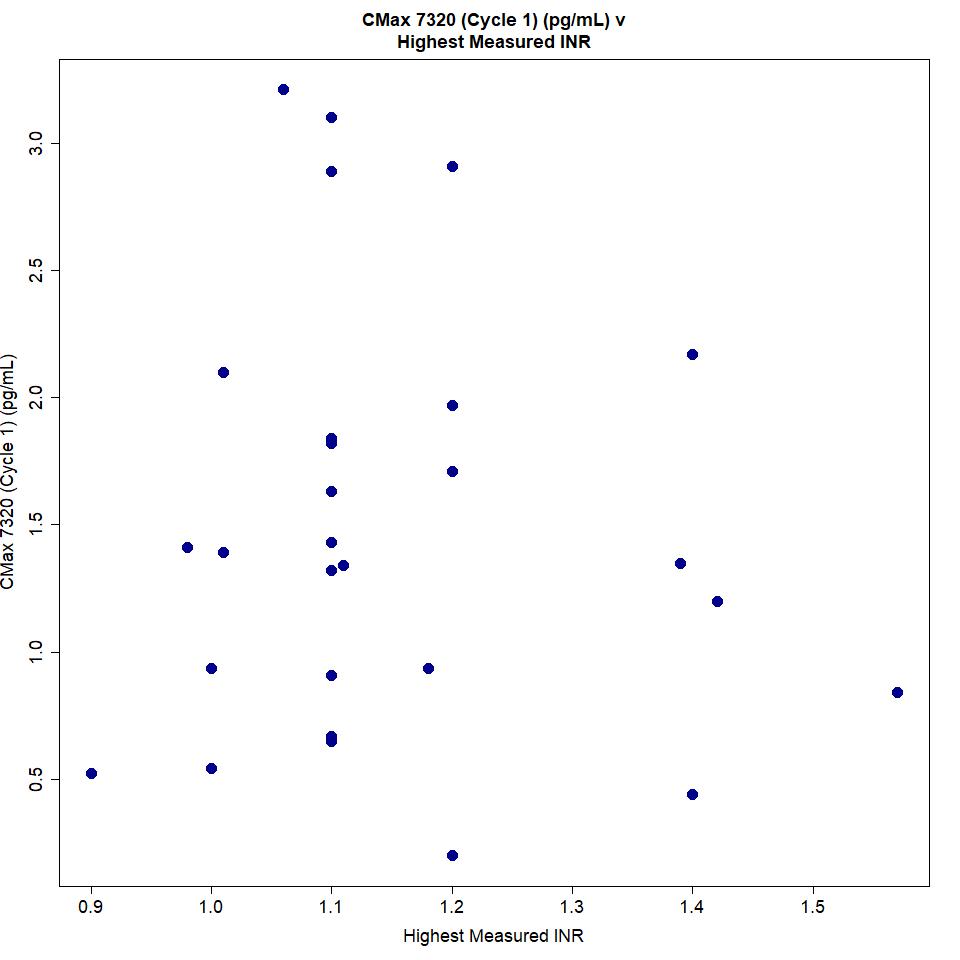 CMax 7320 (Cycle 1) (pg/mL) v
Highest Measured INR
CMax 7320 (Cycle 1) (pg/mL)
3.0
2.5
2.0
1.5
1.0
0.5
0.9 1.0 1.1 1.2 1.3 1.4 1.5
Highest Measured INR